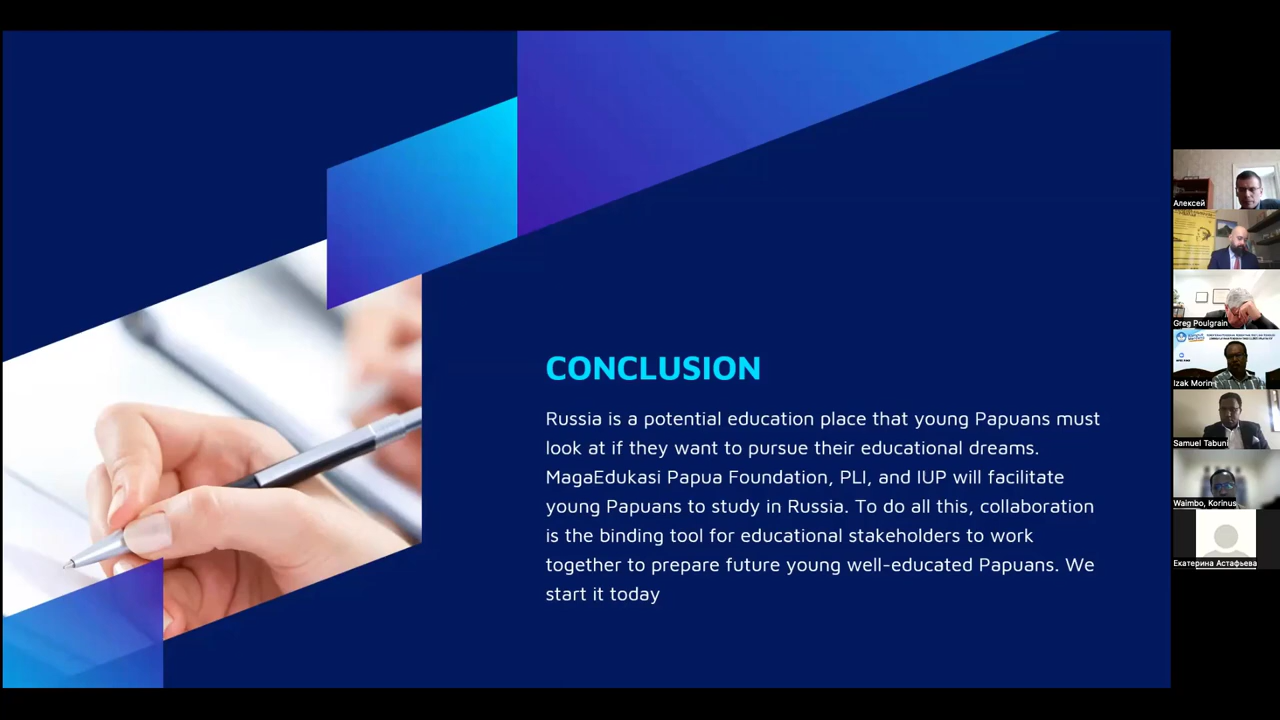 CONCLUSION
Russia is a potential education place that young Papuans must
look at if they want to pursue their educational dreams.
MagaEdukasi Papua Foundation, PLI, and IUP will facilitate
young Papuans to study in Russia. To do all this, collaboration
is the binding tool for educational stakeholders to work
together to prepare future young well-educated Papuans. We
start it today
Алексей
Greg Poulgrain
Izak Morin
Samuel Tabuni
Waimbo, Korinus
Екатерина Астафьева